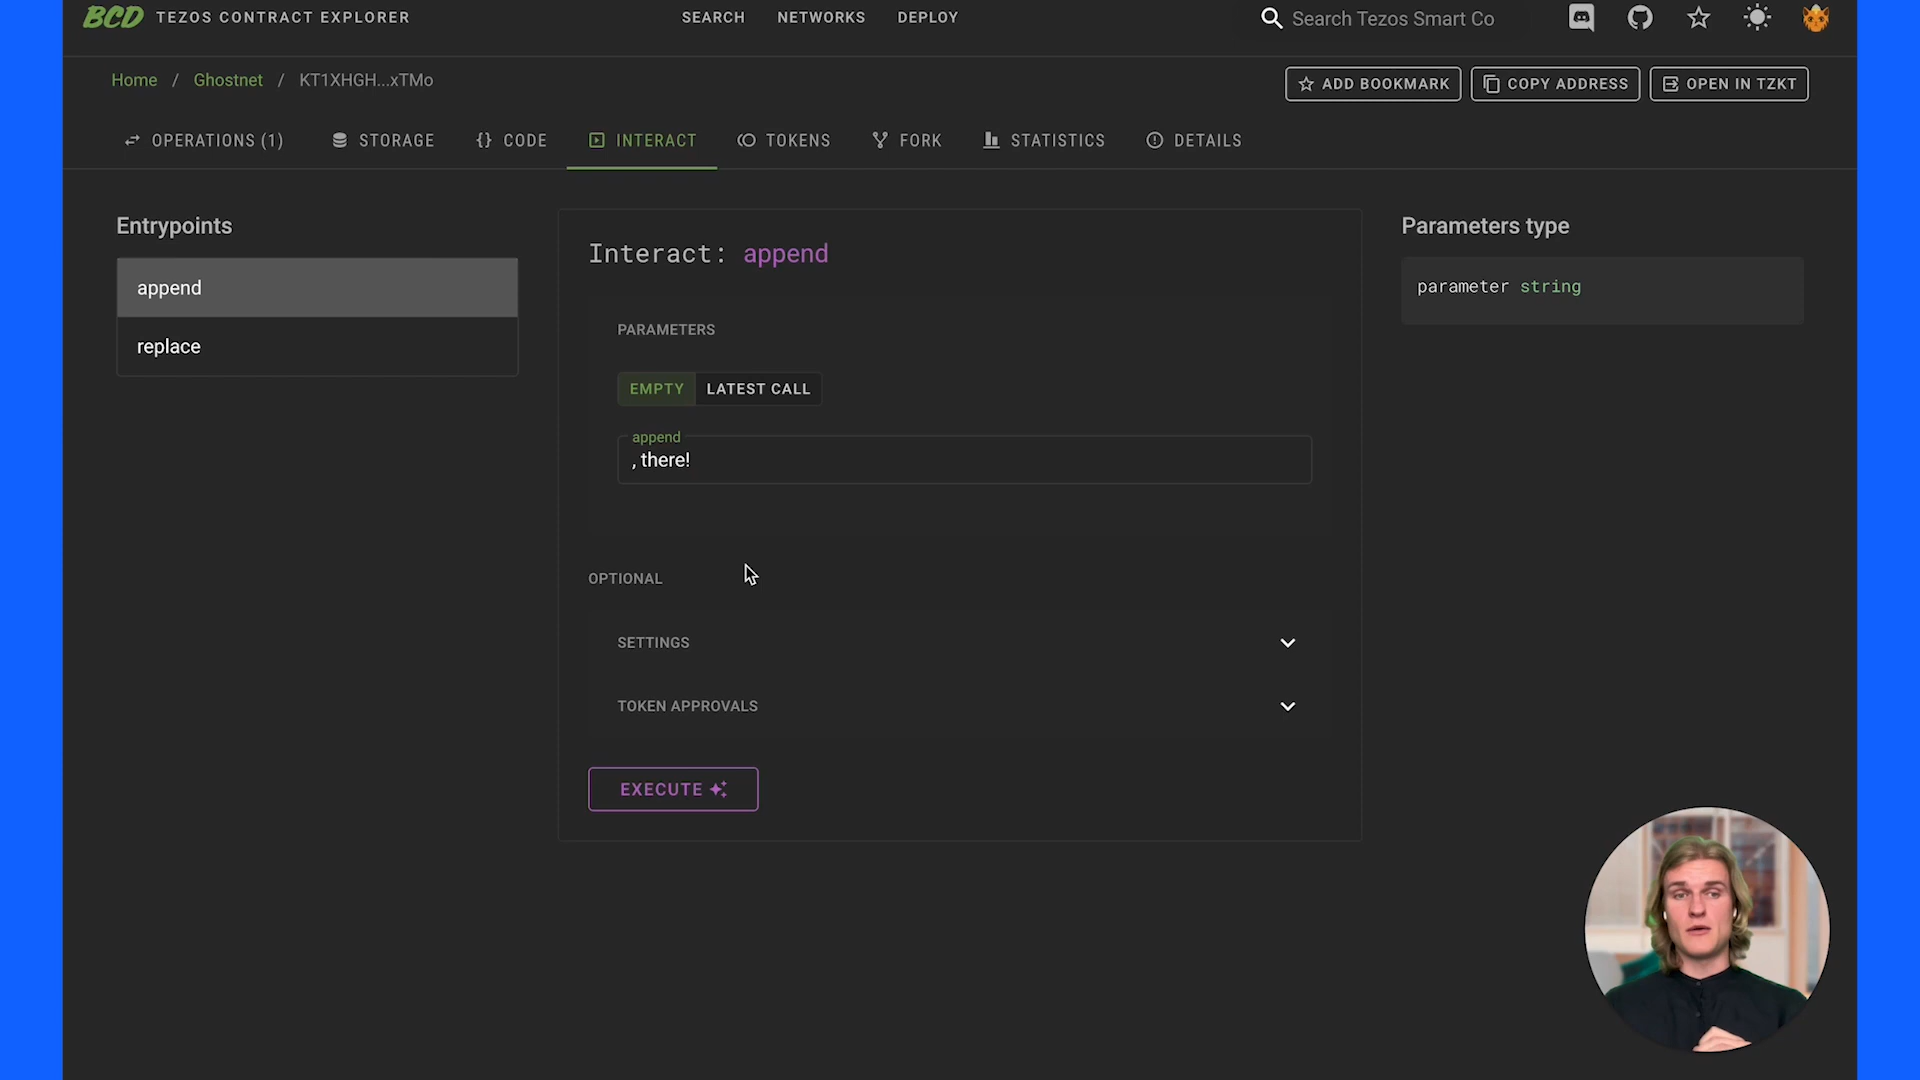 BCD TEZOS CONTRACT EXPLORER SEARCH NETWORKS DEPLOY Search Tezos Smart Co
Home / Ghostnet / KT1XHGH...xTMo ADD BOOKMARK COPY ADDRESS OPEN IN TZKT
OPERATIONS (1) STORAGE {} CODE INTERACT TOKENS FORK STATISTICS DETAILS
Entrypoints
append
replace
Interact: append
PARAMETERS
EMPTY LATEST CALL
append
, there!
OPTIONAL
SETTINGS
TOKEN APPROVALS
EXECUTE
Parameters type
parameter string